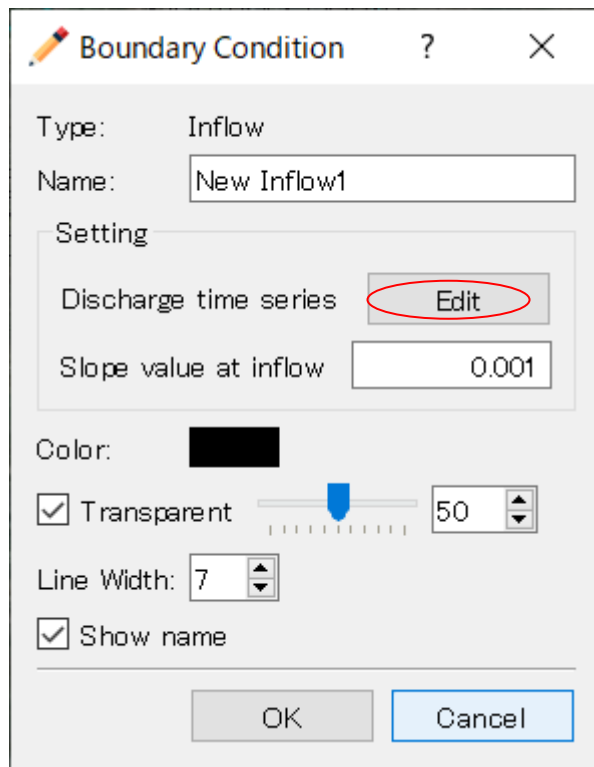 Boundary Condition ?
Type: Inflow
Name: New Inflow1
Setting
Discharge time series Edit
Slope value at inflow 0.001
Color:
Transparent 50
Line Width: 7
Show name
OK Cancel